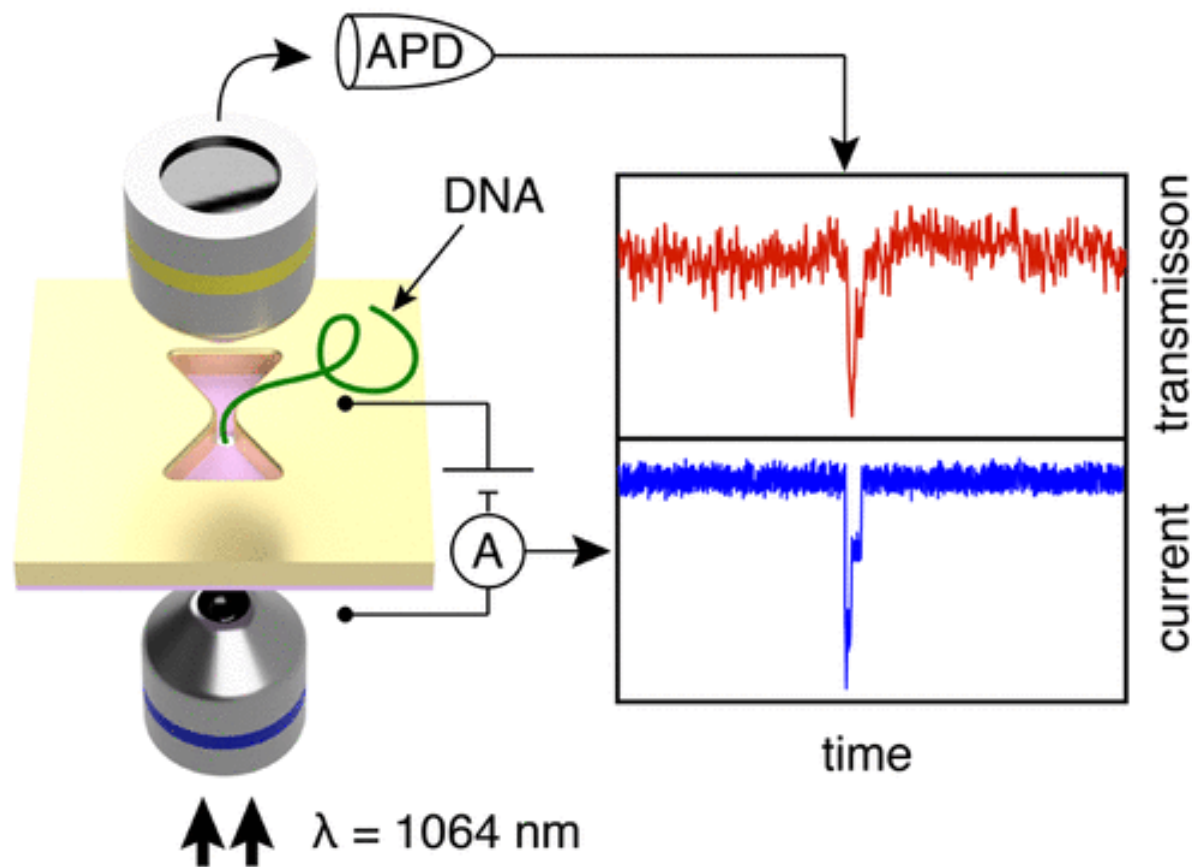 APD
DNA
transmisson
A
current
time
λ = 1064 nm